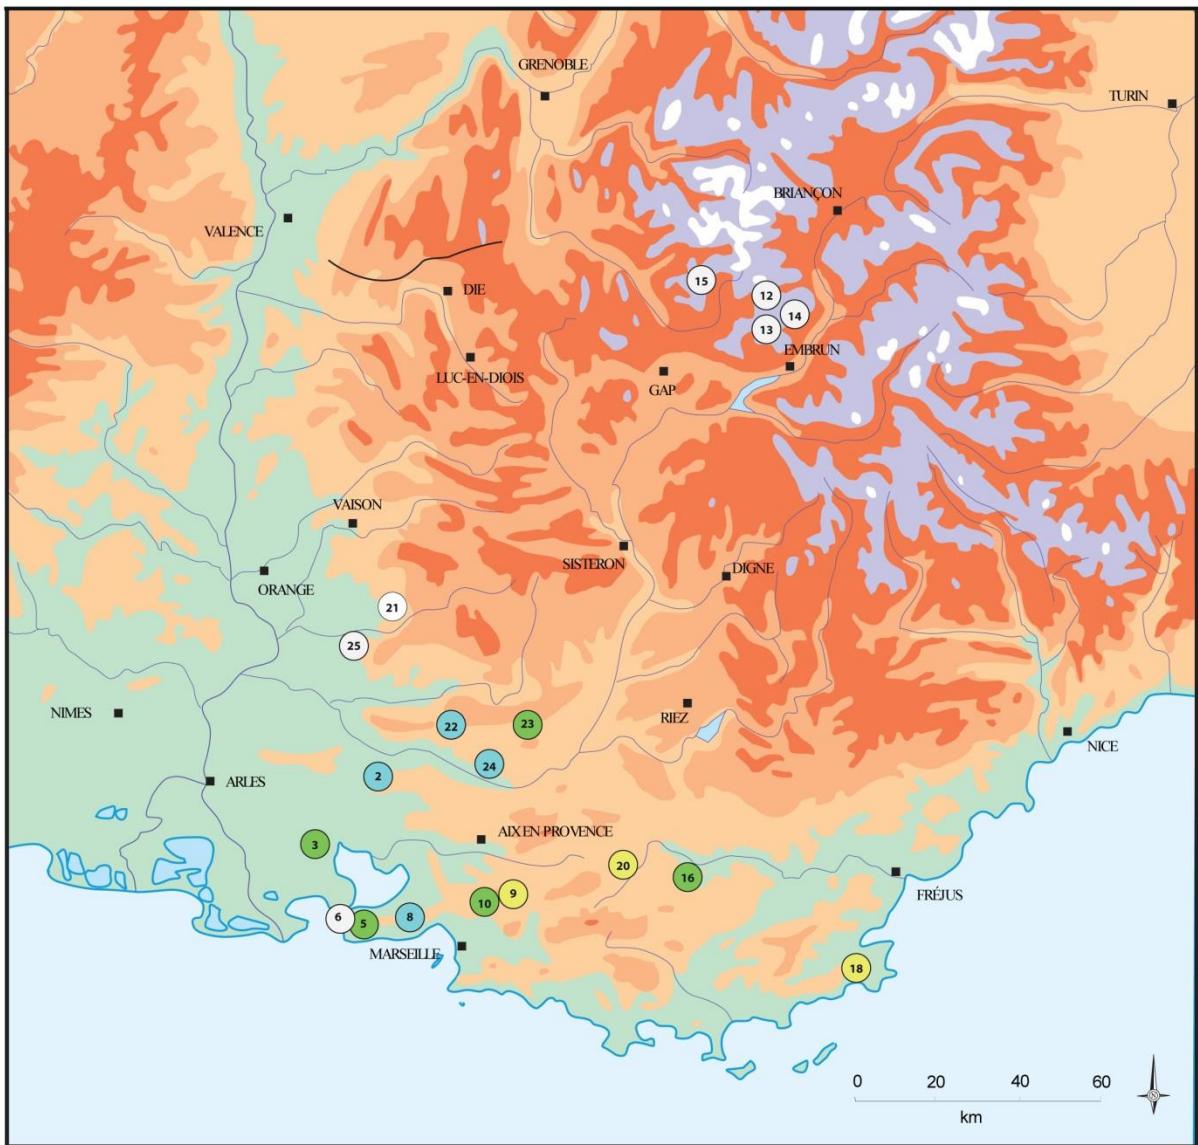 GRENOBLE
TURIN
BRIANÇON
VALENCE
15
DIE
12
14
13
EMBRUN
LUC-EN-DIOIS
GAP
VAISON
SISTERON
DIGNE
ORANGE
21
25
NIMES
22
23
RIEZ
NICE
24
2
ARLES
AIX EN PROVENCE
3
20
16
9
10
FRÉJUS
6
5
8
MARSEILLE
18
0 20 40 60
km
N